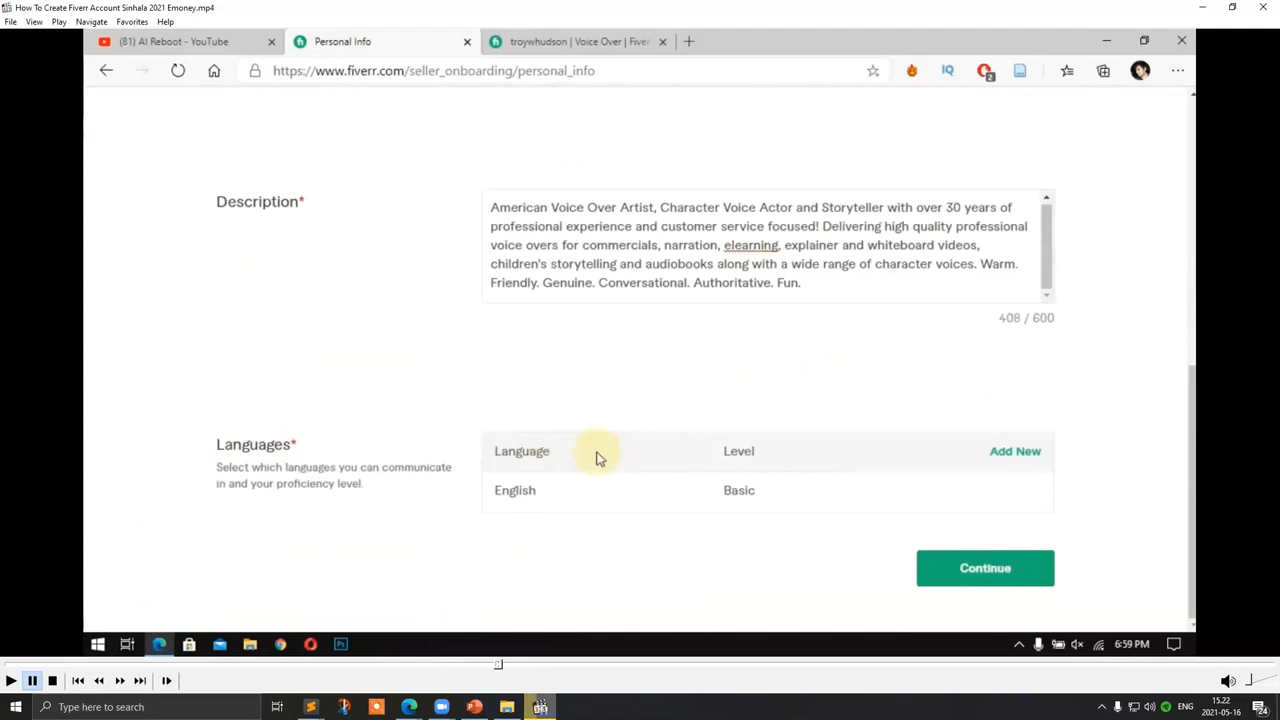 How To Create Fiverr Account Sinhala 2021 Emoney.mp4
File View Play Navigate Favorites Help
(81) AI Reboot - YouTube
Personal Info
troywhudson | Voice Over | Fiver
https://www.fiverr.com/seller_onboarding/personal_info
IQ
2
Description*
American Voice Over Artist, Character Voice Actor and Storyteller with over 30 years of
professional experience and customer service focused! Delivering high quality professional
voice overs for commercials, narration, elearning, explainer and whiteboard videos,
children's storytelling and audiobooks along with a wide range of character voices. Warm.
Friendly. Genuine. Conversational. Authoritative. Fun.
408 / 600
Languages*
Select which languages you can communicate
in and your proficiency level.
Language Level Add New
English Basic
Continue
Ps
6:59 PM
Type here to search
ENG
15.22
2021-05-16
24